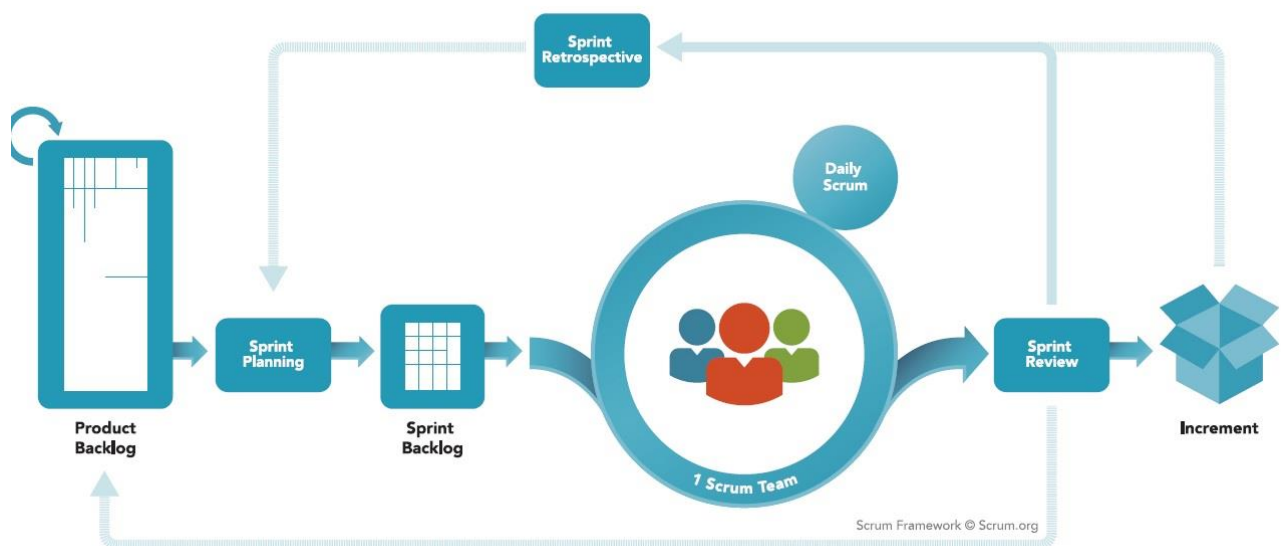 Sprint
Retrospective
Daily
Scrum
Sprint
Planning
Sprint
Review
Product
Backlog
Sprint
Backlog
1 Scrum Team
Increment
Scrum Framework © Scrum.org